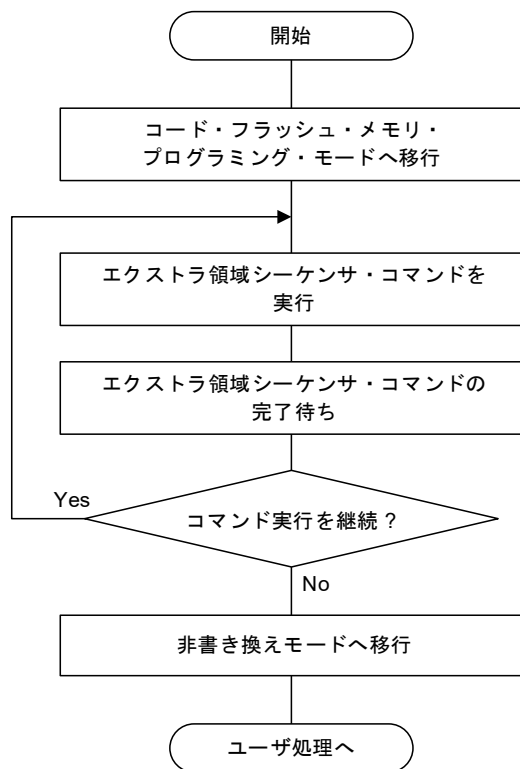 開始
コード・フラッシュ・メモリ・
プログラミング・モードへ移行
エクストラ領域シーケンサ・コマンドを
実行
エクストラ領域シーケンサ・コマンドの
完了待ち
Yes
コマンド実行を継続？
No
非書き換えモードへ移行
ユーザ処理へ